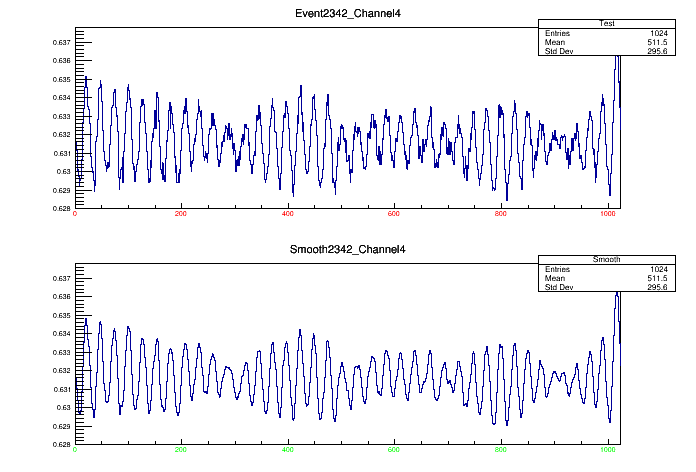 Event2342_Channel4
Test
Entries 1024
Mean 511.5
Std Dev 295.6
0.637
0.636
0.635
0.634
0.633
0.632
0.631
0.63
0.629
0.628
0 200 400 600 800 1000
Smooth2342_Channel4
Smooth
Entries 1024
Mean 511.5
Std Dev 295.6
0.637
0.636
0.635
0.634
0.633
0.632
0.631
0.63
0.629
0.628
0 200 400 600 800 1000